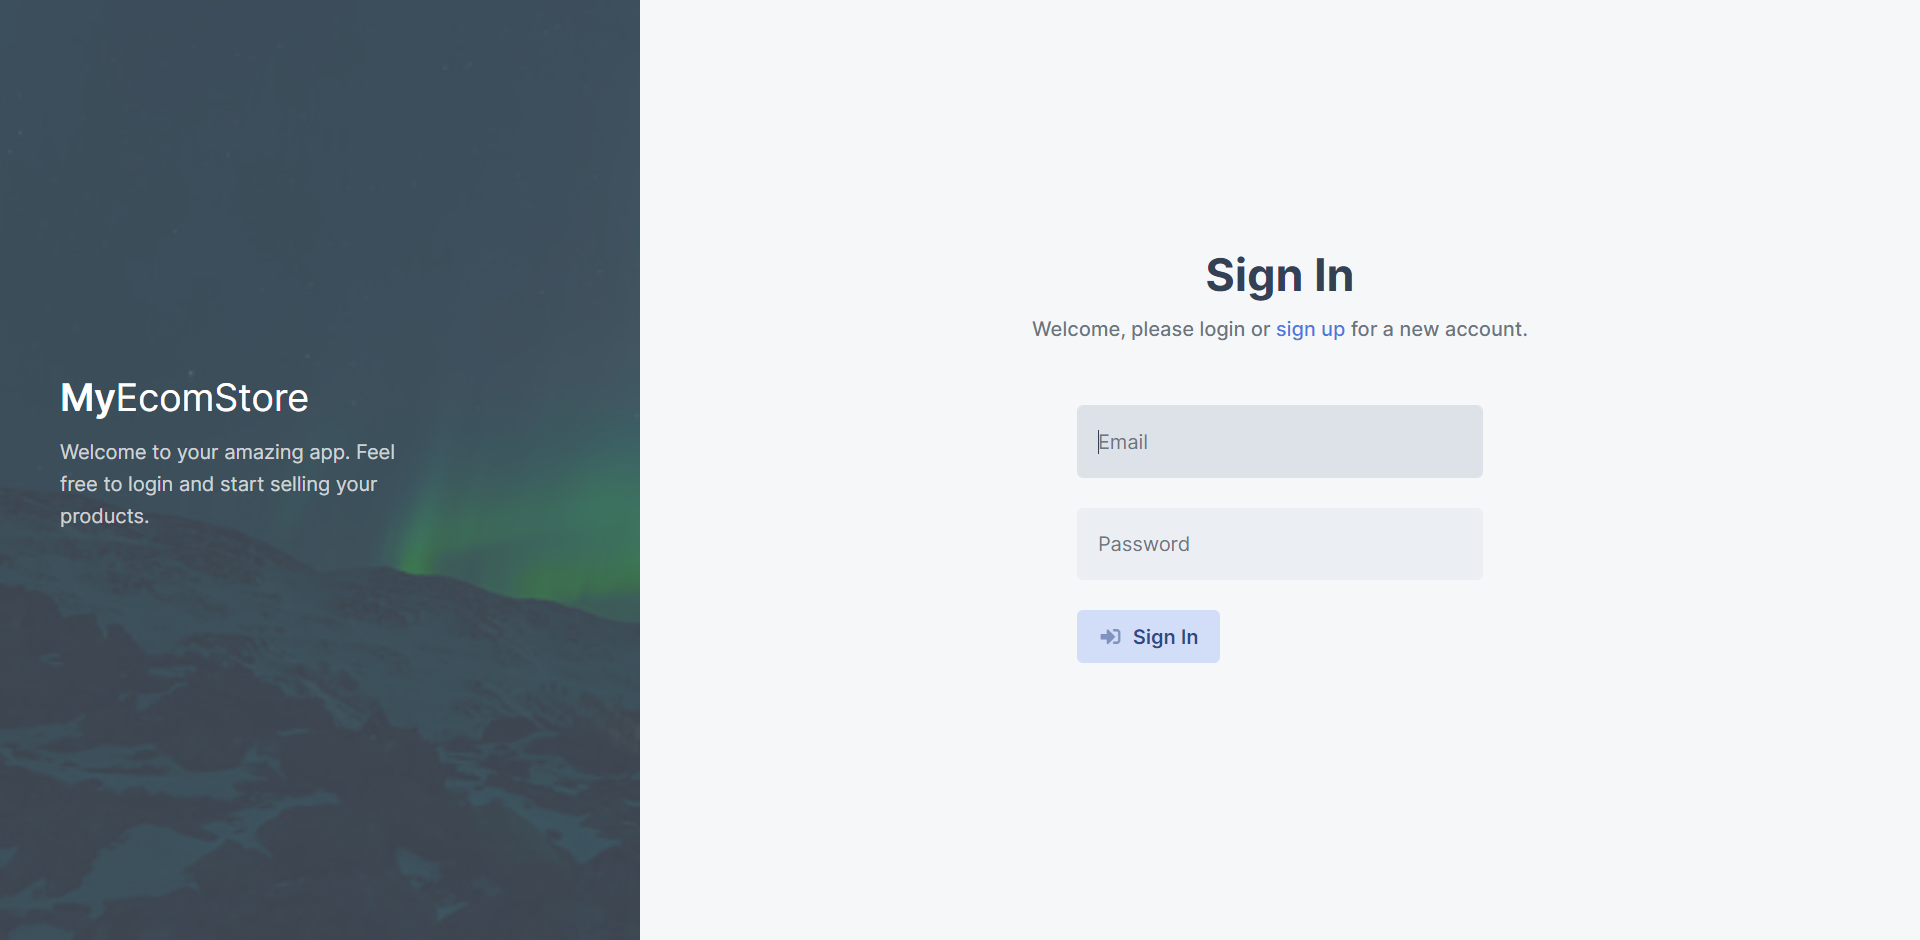 MyEcomStore
Welcome to your amazing app. Feel
free to login and start selling your
products.
Sign In
Welcome, please login or sign up for a new account.
Email
Password
Sign In